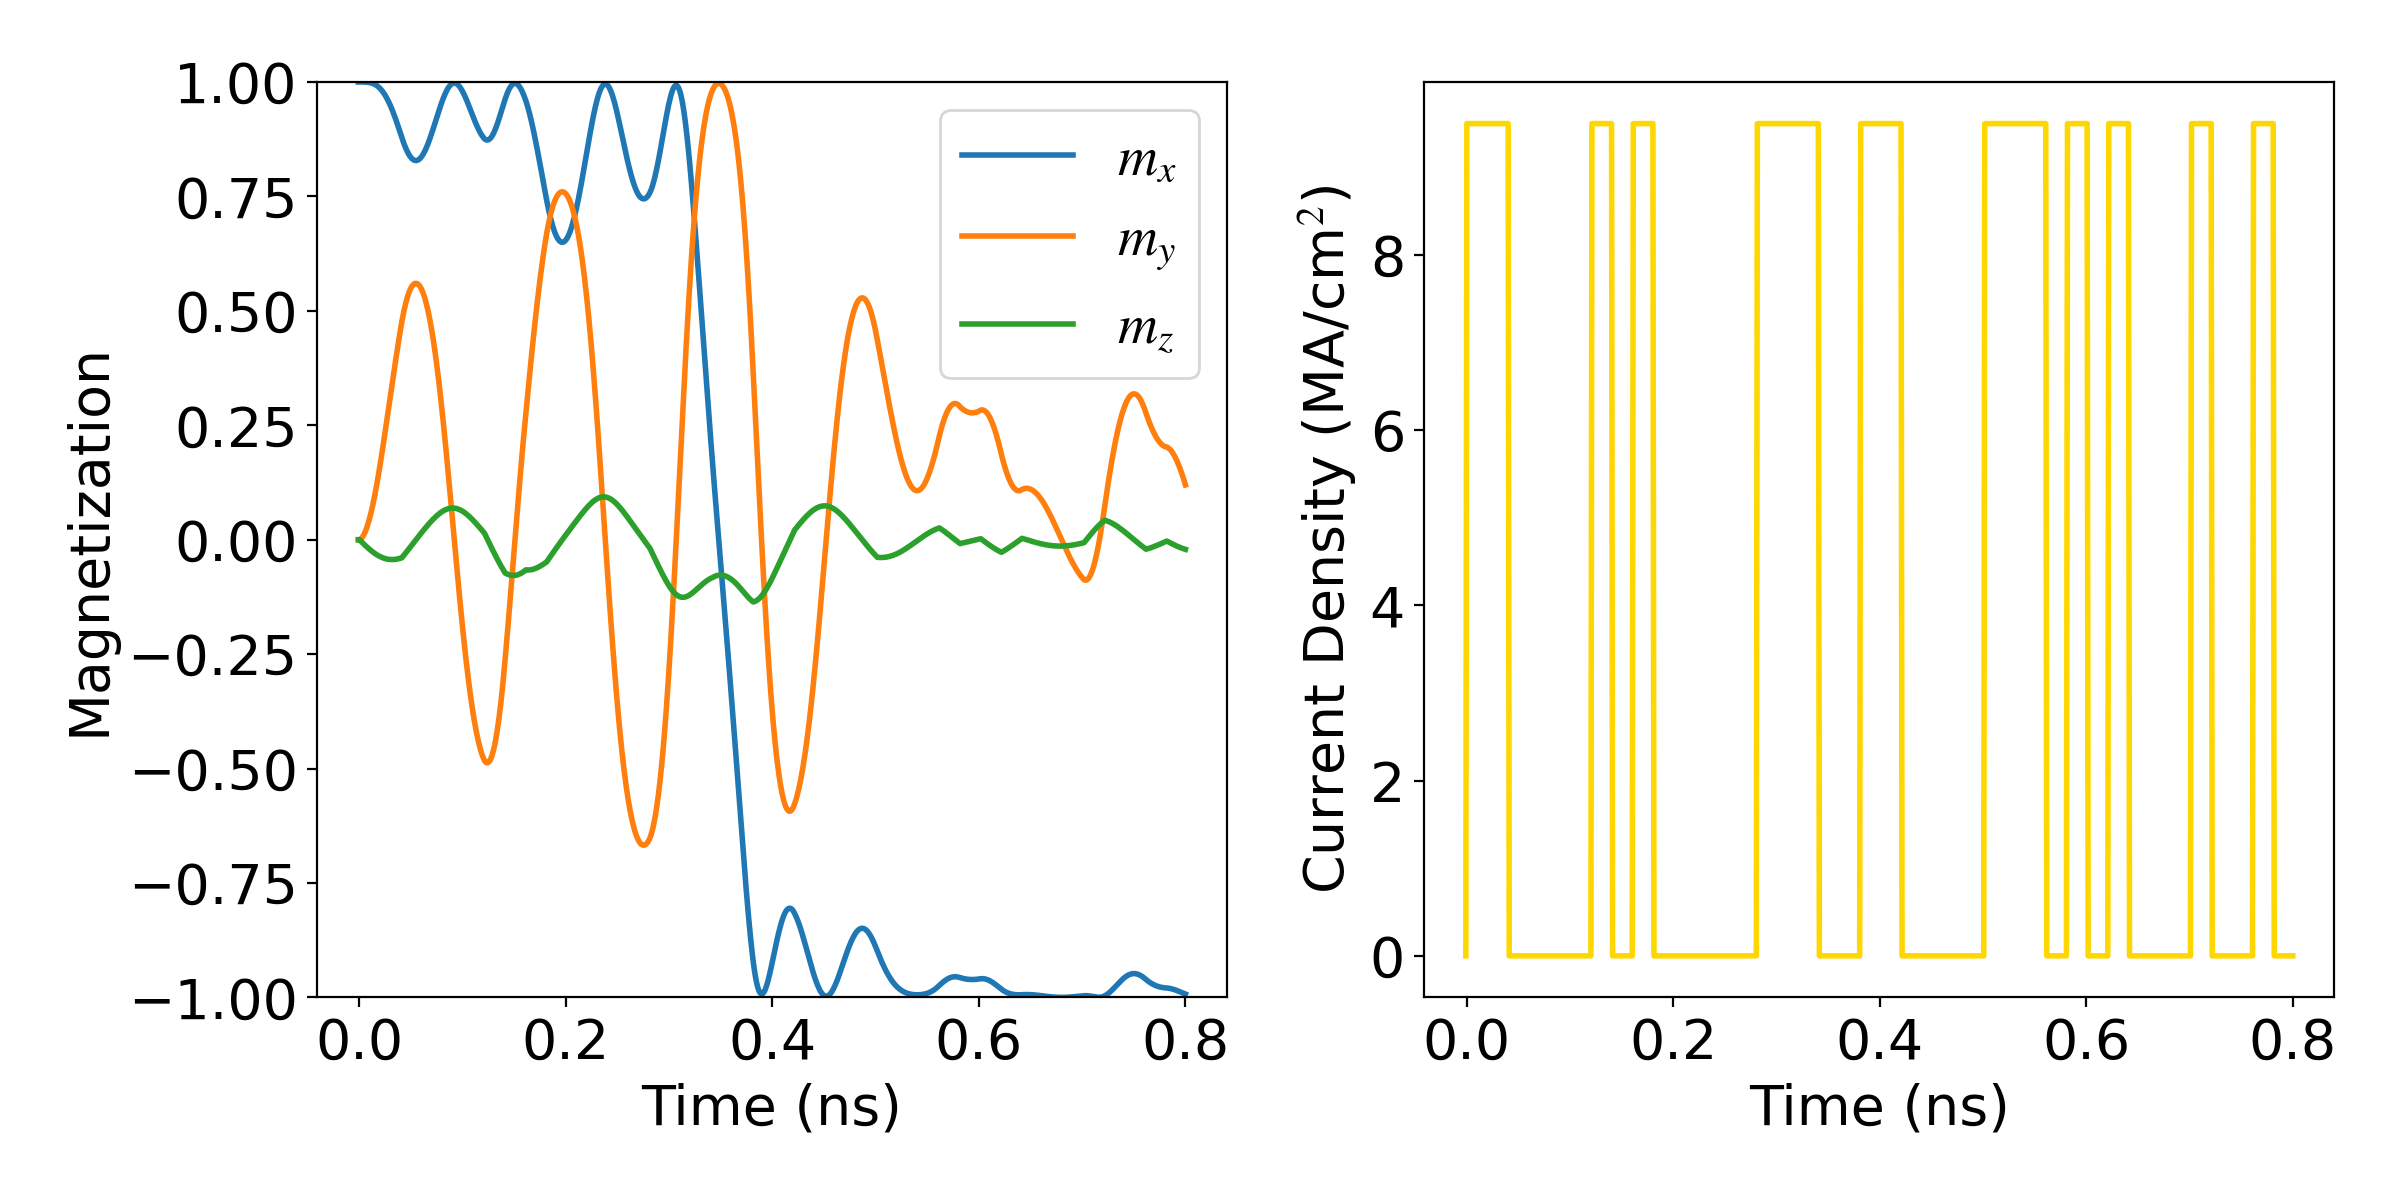 1.00
0.75
0.50
0.25
0.00
−0.25
−0.50
−0.75
−1.00
Magnetization
0.0 0.2 0.4 0.6 0.8
Time (ns)
m_x
m_y
m_z
8
6
4
2
0
Current Density (MA/cm²)
0.0 0.2 0.4 0.6 0.8
Time (ns)